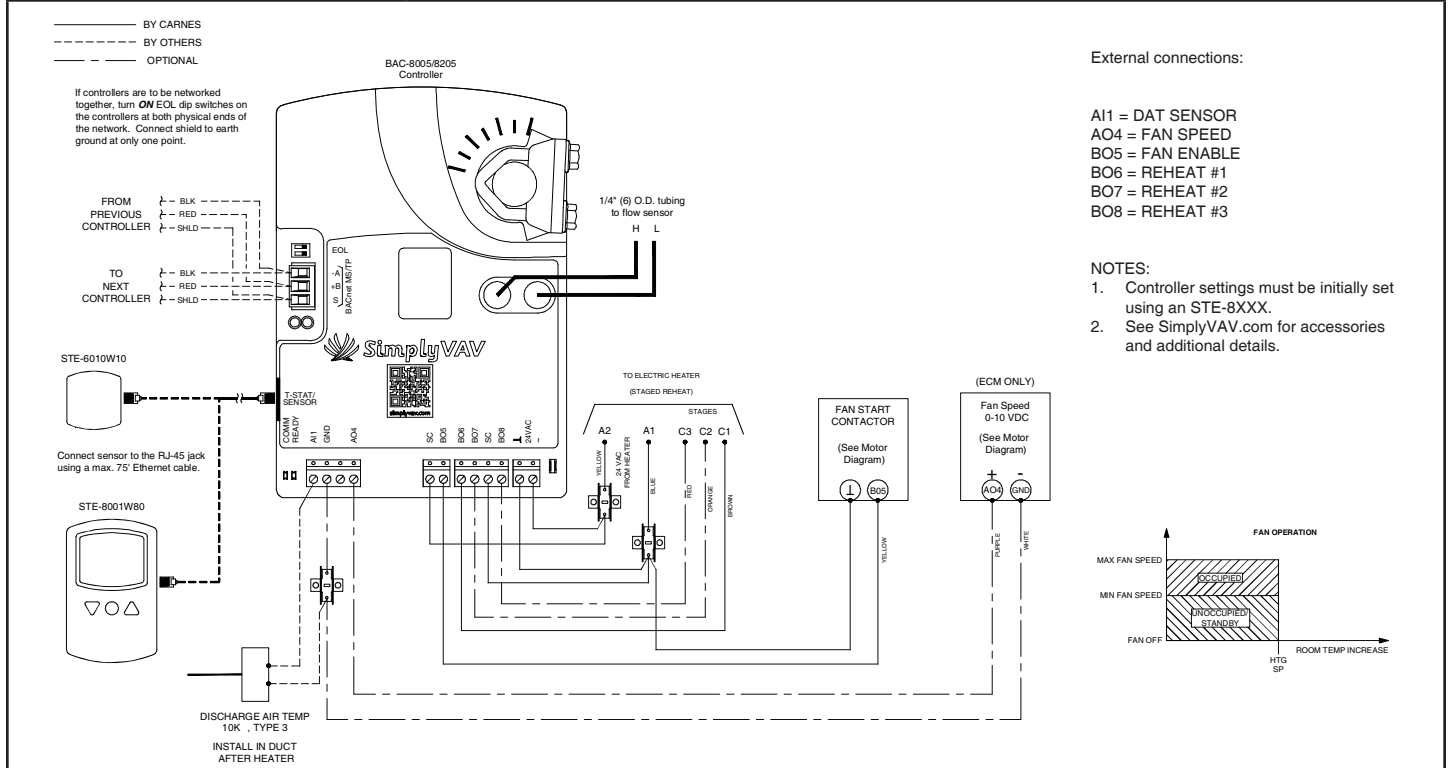 BY CARNES
BY OTHERS
OPTIONAL
If controllers are to be networked
together, turn ON EOL dip switches on
the controllers at both physical ends of
the network. Connect shield to earth
ground at only one point.
BAC-8005/8205
Controller
FROM
PREVIOUS
CONTROLLER
BLK
RED
SHLD
TO
NEXT
CONTROLLER
BLK
RED
SHLD
EOL
-A
+B
S
BACnet MS/TP
1/4" (6) O.D. tubing
to flow sensor
H L
SimplyVAV
simplyvav.com
STE-6010W10
T-STAT/
SENSOR
COMM
READY
AI1
GND
AO4
SC
BO5
BO6
BO7
SC
BO8
24VAC
~
Connect sensor to the RJ-45 jack
using a max. 75' Ethernet cable.
STE-8001W80
TO ELECTRIC HEATER
(STAGED REHEAT)
STAGES
A2 A1 C3 C2 C1
YELLOW
24 VAC
FROM HEATER
BLUE
RED
ORANGE
BROWN
FAN START
CONTACTOR
(See Motor
Diagram)
B05
YELLOW
(ECM ONLY)
Fan Speed
0-10 VDC
(See Motor
Diagram)
+ -
AO4 GND
PURPLE
WHITE
DISCHARGE AIR TEMP
10K , TYPE 3
INSTALL IN DUCT
AFTER HEATER
External connections:
AI1 = DAT SENSOR
AO4 = FAN SPEED
BO5 = FAN ENABLE
BO6 = REHEAT #1
BO7 = REHEAT #2
BO8 = REHEAT #3
NOTES:
1. Controller settings must be initially set
using an STE-8XXX.
2. See SimplyVAV.com for accessories
and additional details.
FAN OPERATION
MAX FAN SPEED
OCCUPIED
MIN FAN SPEED
UNOCCUPIED/
STANDBY
FAN OFF
ROOM TEMP INCREASE
HTG
SP